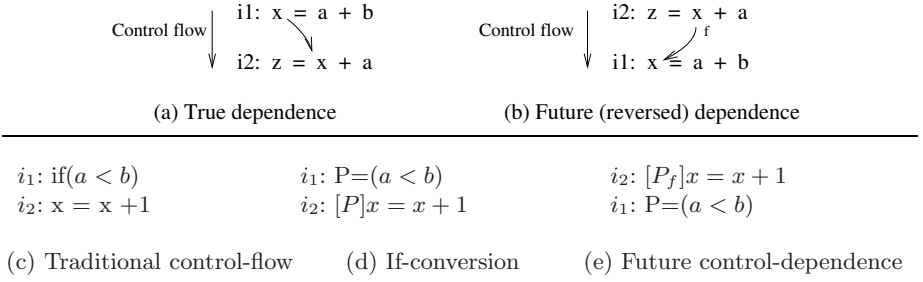 Control flow
i1: x = a + b
i2: z = x + a
(a) True dependence
Control flow
i2: z = x + a
f
i1: x = a + b
(b) Future (reversed) dependence
i₁: if(a < b)
i₂: x = x +1
(c) Traditional control-flow
i₁: P=(a < b)
i₂: [P]x = x + 1
(d) If-conversion
i₂: [P_f]x = x + 1
i₁: P=(a < b)
(e) Future control-dependence